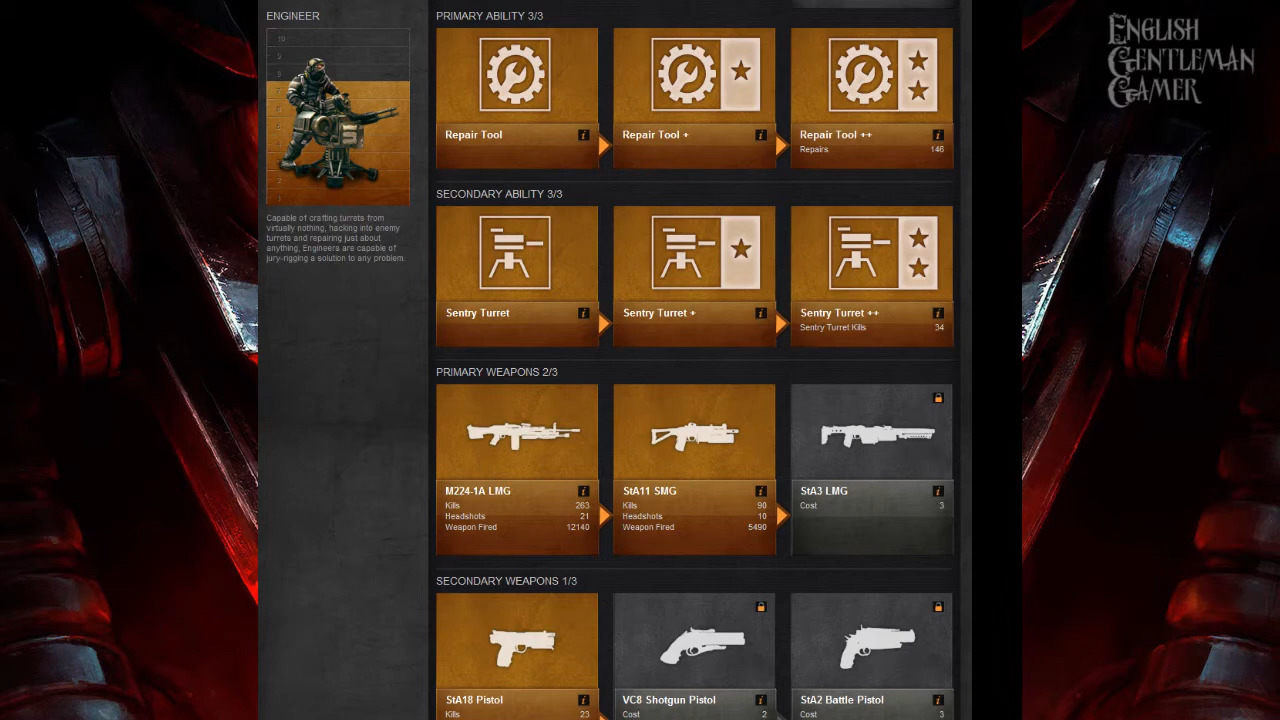 ENGINEER
10
9
Capable of crafting turrets from
virtually nothing, hacking into enemy
turrets and repairing just about
anything, Engineers are capable of
jury-rigging a solution to any problem.
ENGLISH
GENTLEMAN
GAMER
PRIMARY ABILITY 3/3
Repair Tool i
Repair Tool + i
Repair Tool ++ i
Repairs 146
SECONDARY ABILITY 3/3
Sentry Turret i
Sentry Turret + i
Sentry Turret ++ i
Sentry Turret Kills 34
PRIMARY WEAPONS 2/3
M224-1A LMG i
Kills 263
Headshots 21
Weapon Fired 12140
StA11 SMG i
Kills 90
Headshots 10
Weapon Fired 5490
StA3 LMG i
Cost 3
SECONDARY WEAPONS 1/3
StA18 Pistol i
Kills 23
VC8 Shotgun Pistol i
Cost 2
StA2 Battle Pistol i
Cost 3